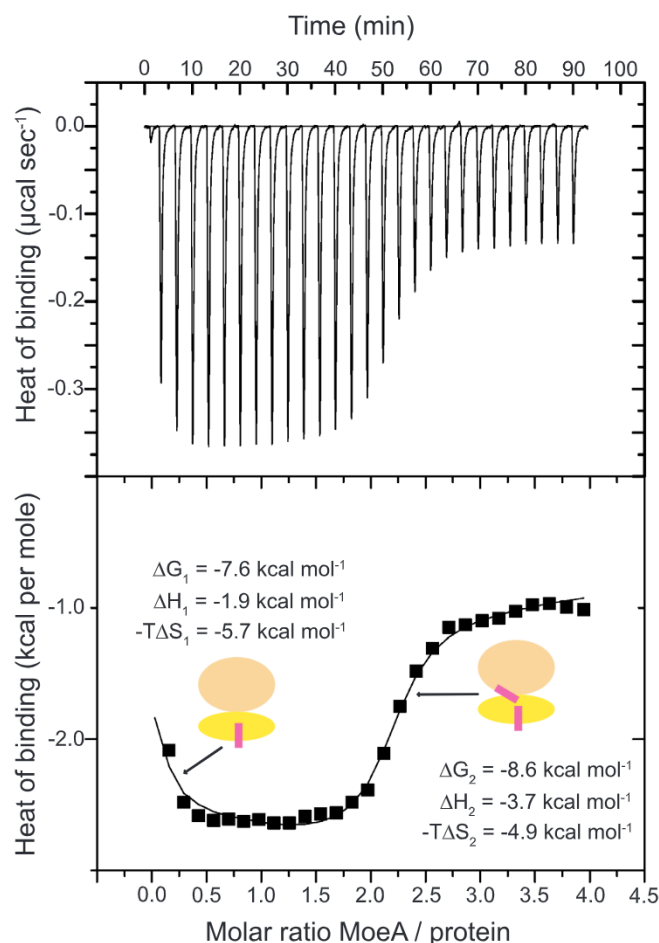 Time (min)
0 10 20 30 40 50 60 70 80 90 100
0.0
-0.1
-0.2
-0.3
Heat of binding (µcal sec⁻¹)
ΔG₁ = -7.6 kcal mol⁻¹
ΔH₁ = -1.9 kcal mol⁻¹
-TΔS₁ = -5.7 kcal mol⁻¹
-1.0
-2.0
Heat of binding (kcal per mole)
ΔG₂ = -8.6 kcal mol⁻¹
ΔH₂ = -3.7 kcal mol⁻¹
-TΔS₂ = -4.9 kcal mol⁻¹
0.0 0.5 1.0 1.5 2.0 2.5 3.0 3.5 4.0 4.5
Molar ratio MoeA / protein